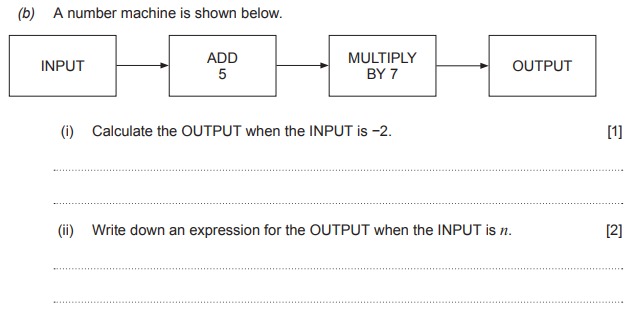 (b) A number machine is shown below.
INPUT
ADD
5
MULTIPLY
BY 7
OUTPUT
(i) Calculate the OUTPUT when the INPUT is −2. [1]
(ii) Write down an expression for the OUTPUT when the INPUT is n. [2]